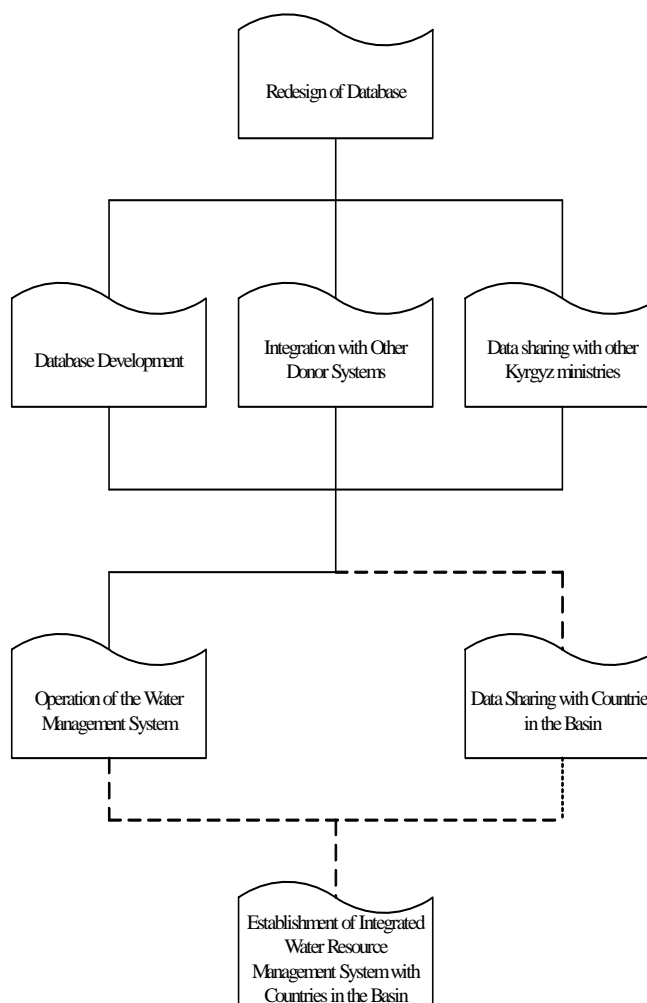 Redesign of Database
Database Development
Integration with Other
Donor Systems
Data sharing with other
Kyrgyz ministries
Operation of the Water
Management System
Data Sharing with Countrie
in the Basin
Establishment of Integrated
Water Resource
Management System with
Countries in the Basin